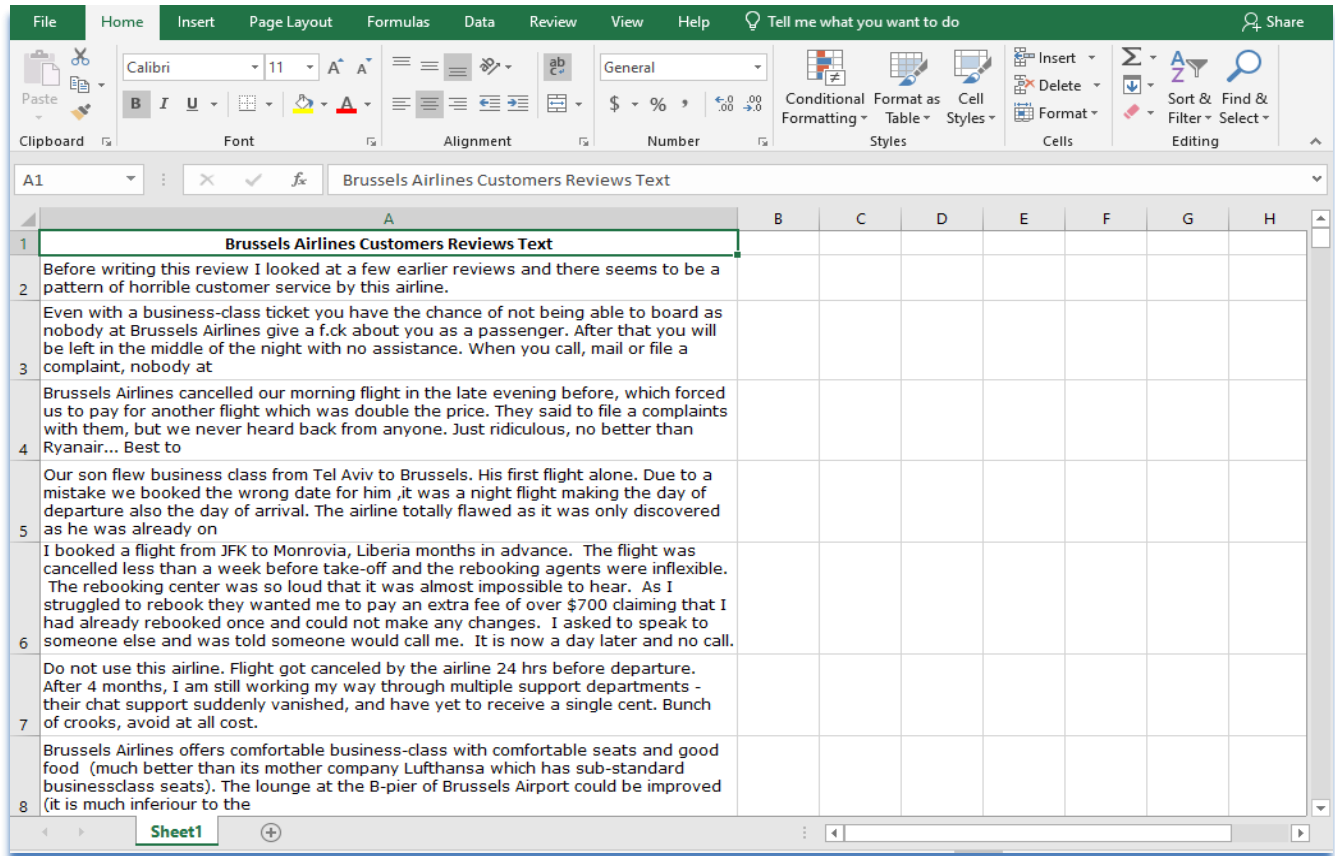 File Home Insert Page Layout Formulas Data Review View Help Tell me what you want to do Share
Calibri 11 A A ab c General Insert Σ A Z
Paste B I U A $ % , .0 .00 .00 .0 Conditional Formatting Format as Table Cell Styles Delete Format Sort & Filter Find & Select
Clipboard Font Alignment Number Styles Cells Editing
A1 fx Brussels Airlines Customers Reviews Text
A B C D E F G H
1 Brussels Airlines Customers Reviews Text
Before writing this review I looked at a few earlier reviews and there seems to be a
2 pattern of horrible customer service by this airline.
Even with a business-class ticket you have the chance of not being able to board as
nobody at Brussels Airlines give a f.ck about you as a passenger. After that you will
be left in the middle of the night with no assistance. When you call, mail or file a
3 complaint, nobody at
Brussels Airlines cancelled our morning flight in the late evening before, which forced
us to pay for another flight which was double the price. They said to file a complaints
with them, but we never heard back from anyone. Just ridiculous, no better than
4 Ryanair... Best to
Our son flew business class from Tel Aviv to Brussels. His first flight alone. Due to a
mistake we booked the wrong date for him ,it was a night flight making the day of
departure also the day of arrival. The airline totally flawed as it was only discovered
5 as he was already on
I booked a flight from JFK to Monrovia, Liberia months in advance.  The flight was
cancelled less than a week before take-off and the rebooking agents were inflexible.
The rebooking center was so loud that it was almost impossible to hear.  As I
struggled to rebook they wanted me to pay an extra fee of over $700 claiming that I
had already rebooked once and could not make any changes.  I asked to speak to
6 someone else and was told someone would call me.  It is now a day later and no call.
Do not use this airline. Flight got canceled by the airline 24 hrs before departure.
After 4 months, I am still working my way through multiple support departments -
their chat support suddenly vanished, and have yet to receive a single cent. Bunch
7 of crooks, avoid at all cost.
Brussels Airlines offers comfortable business-class with comfortable seats and good
food  (much better than its mother company Lufthansa which has sub-standard
businessclass seats). The lounge at the B-pier of Brussels Airport could be improved
8 (it is much inferiour to the
Sheet1